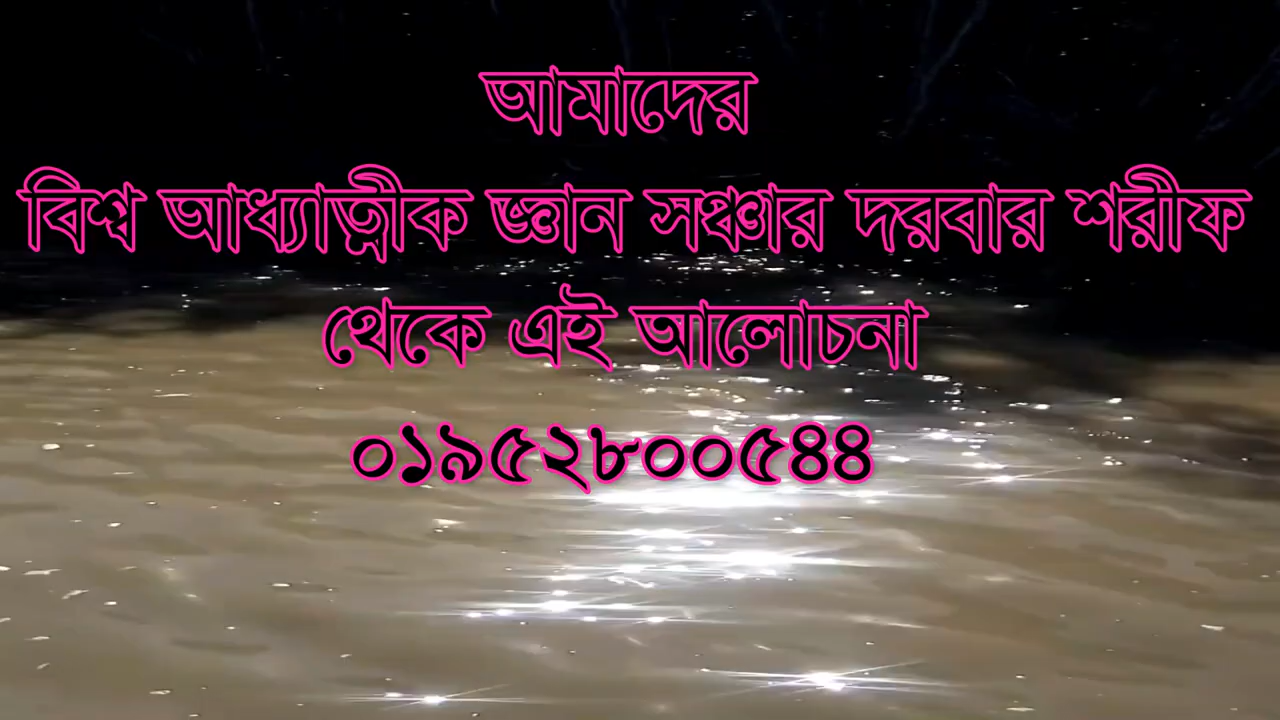 আমাদের
বিশ্ব আধ্যাত্নীক জ্ঞান সঞ্চার দরবার শরীফ
থেকে এই আলোচনা
০১৯৫২৮০০৫৪৪